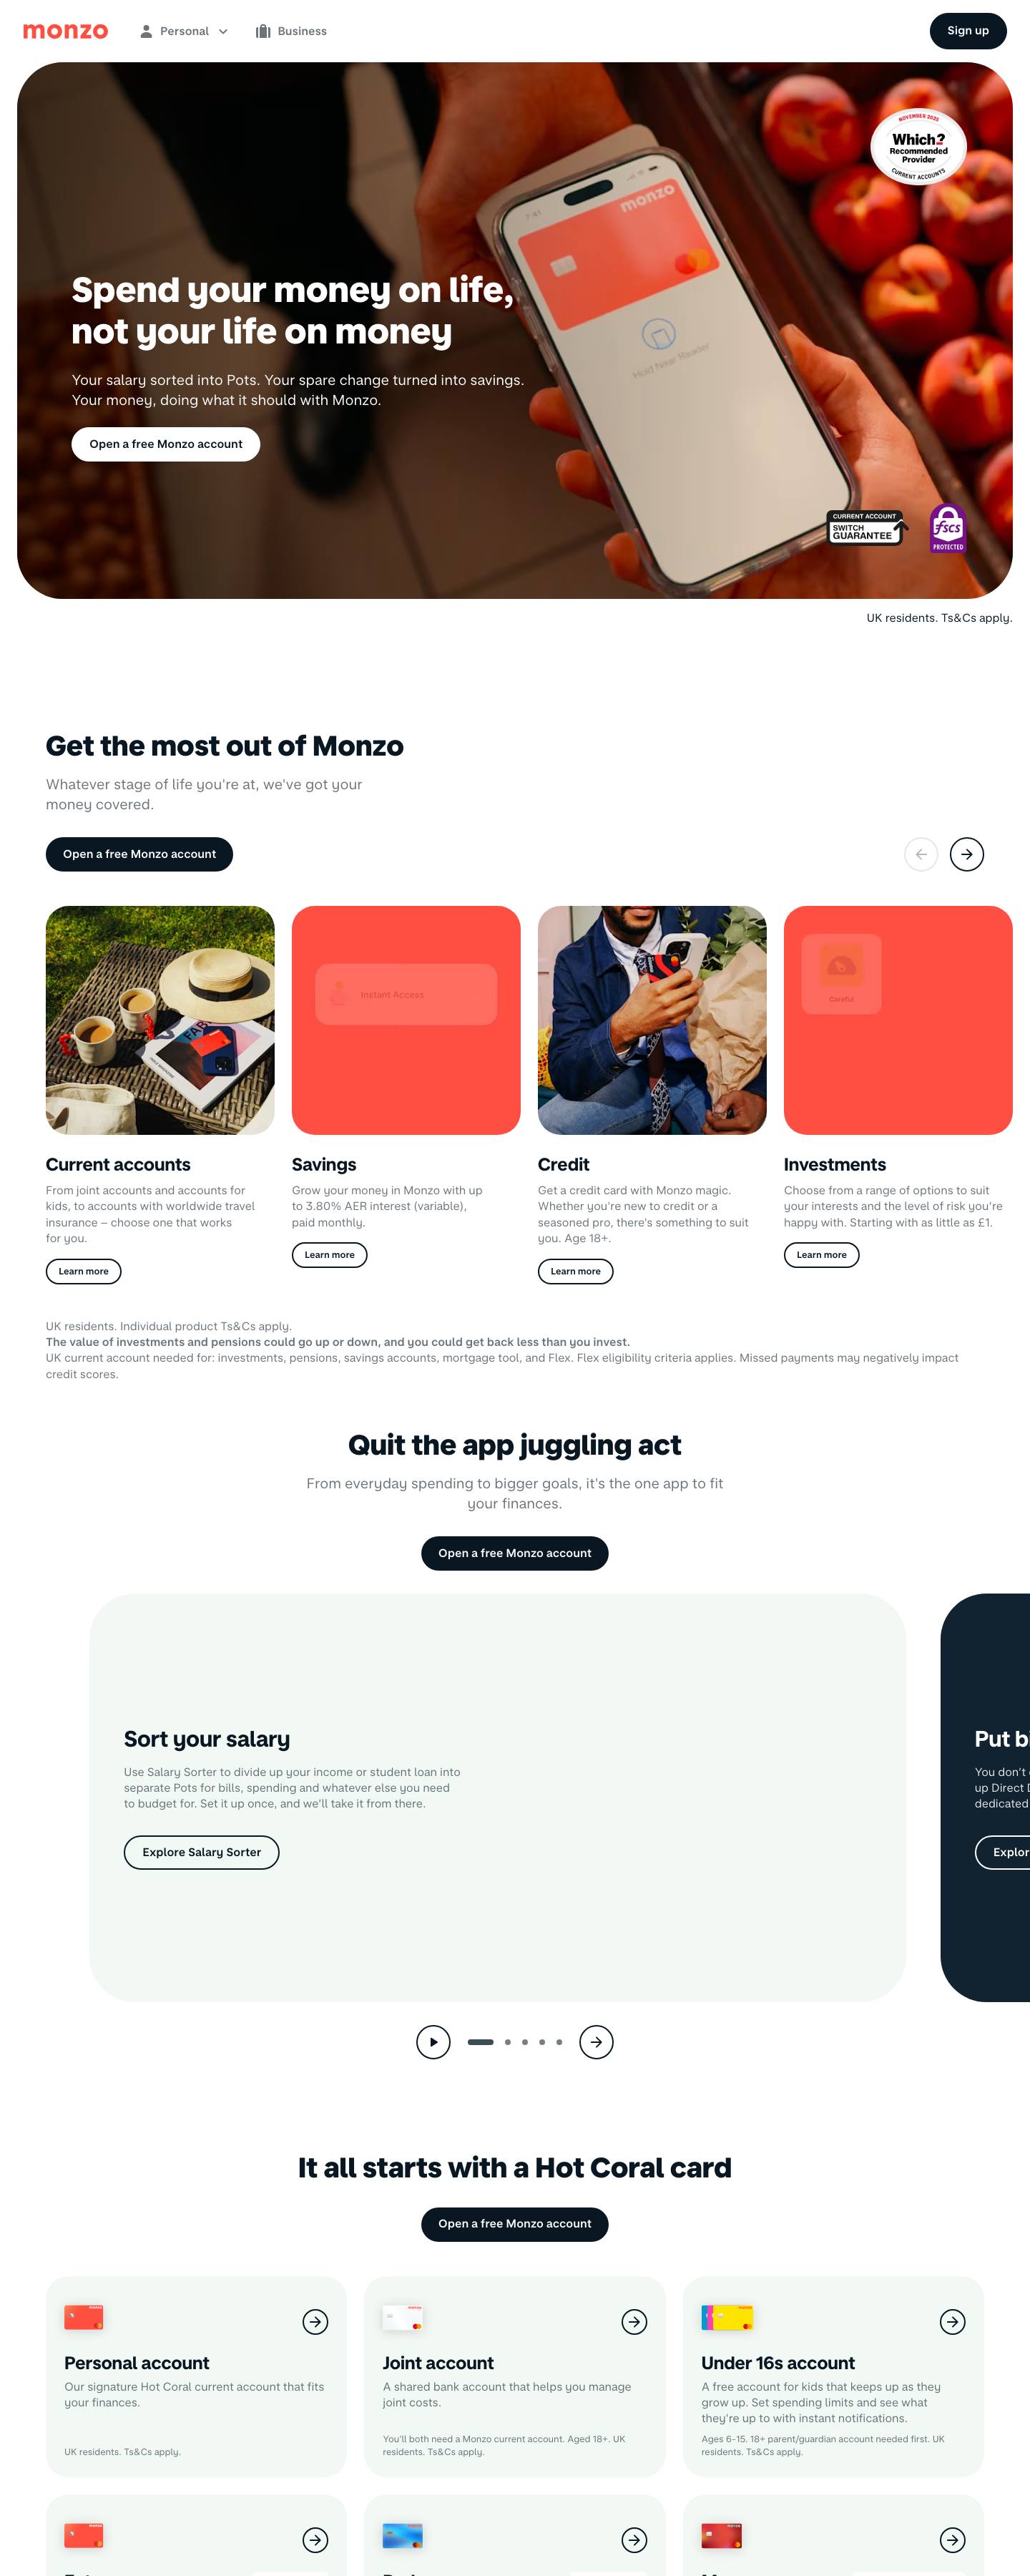 monzo
Personal
Business
Sign up
NOVEMBER 2025
Which?
Recommended
Provider
CURRENT ACCOUNTS
7:41
monzo
Hold Near Reader
Spend your money on life,
not your life on money
Your salary sorted into Pots. Your spare change turned into savings.
Your money, doing what it should with Monzo.
Open a free Monzo account
CURRENT ACCOUNT
SWITCH
GUARANTEE
fscs
PROTECTED
UK residents. Ts&Cs apply.
Get the most out of Monzo
Whatever stage of life you're at, we've got your
money covered.
Open a free Monzo account
Instant Access
Careful
Current accounts
From joint accounts and accounts for
kids, to accounts with worldwide travel
insurance – choose one that works
for you.
Learn more
Savings
Grow your money in Monzo with up
to 3.80% AER interest (variable),
paid monthly.
Learn more
Credit
Get a credit card with Monzo magic.
Whether you're new to credit or a
seasoned pro, there's something to suit
you. Age 18+.
Learn more
Investments
Choose from a range of options to suit
your interests and the level of risk you're
happy with. Starting with as little as £1.
Learn more
UK residents. Individual product Ts&Cs apply.
The value of investments and pensions could go up or down, and you could get back less than you invest.
UK current account needed for: investments, pensions, savings accounts, mortgage tool, and Flex. Flex eligibility criteria applies. Missed payments may negatively impact
credit scores.
Quit the app juggling act
From everyday spending to bigger goals, it's the one app to fit
your finances.
Open a free Monzo account
Sort your salary
Use Salary Sorter to divide up your income or student loan into
separate Pots for bills, spending and whatever else you need
to budget for. Set it up once, and we'll take it from there.
Explore Salary Sorter
Put b
You don't
up Direct
dedicated
Explor
It all starts with a Hot Coral card
Open a free Monzo account
Personal account
Our signature Hot Coral current account that fits
your finances.
UK residents. Ts&Cs apply.
Joint account
A shared bank account that helps you manage
joint costs.
You'll both need a Monzo current account. Aged 18+. UK
residents. Ts&Cs apply.
Under 16s account
A free account for kids that keeps up as they
grow up. Set spending limits and see what
they're up to with instant notifications.
Ages 6-15. 18+ parent/guardian account needed first. UK
residents. Ts&Cs apply.